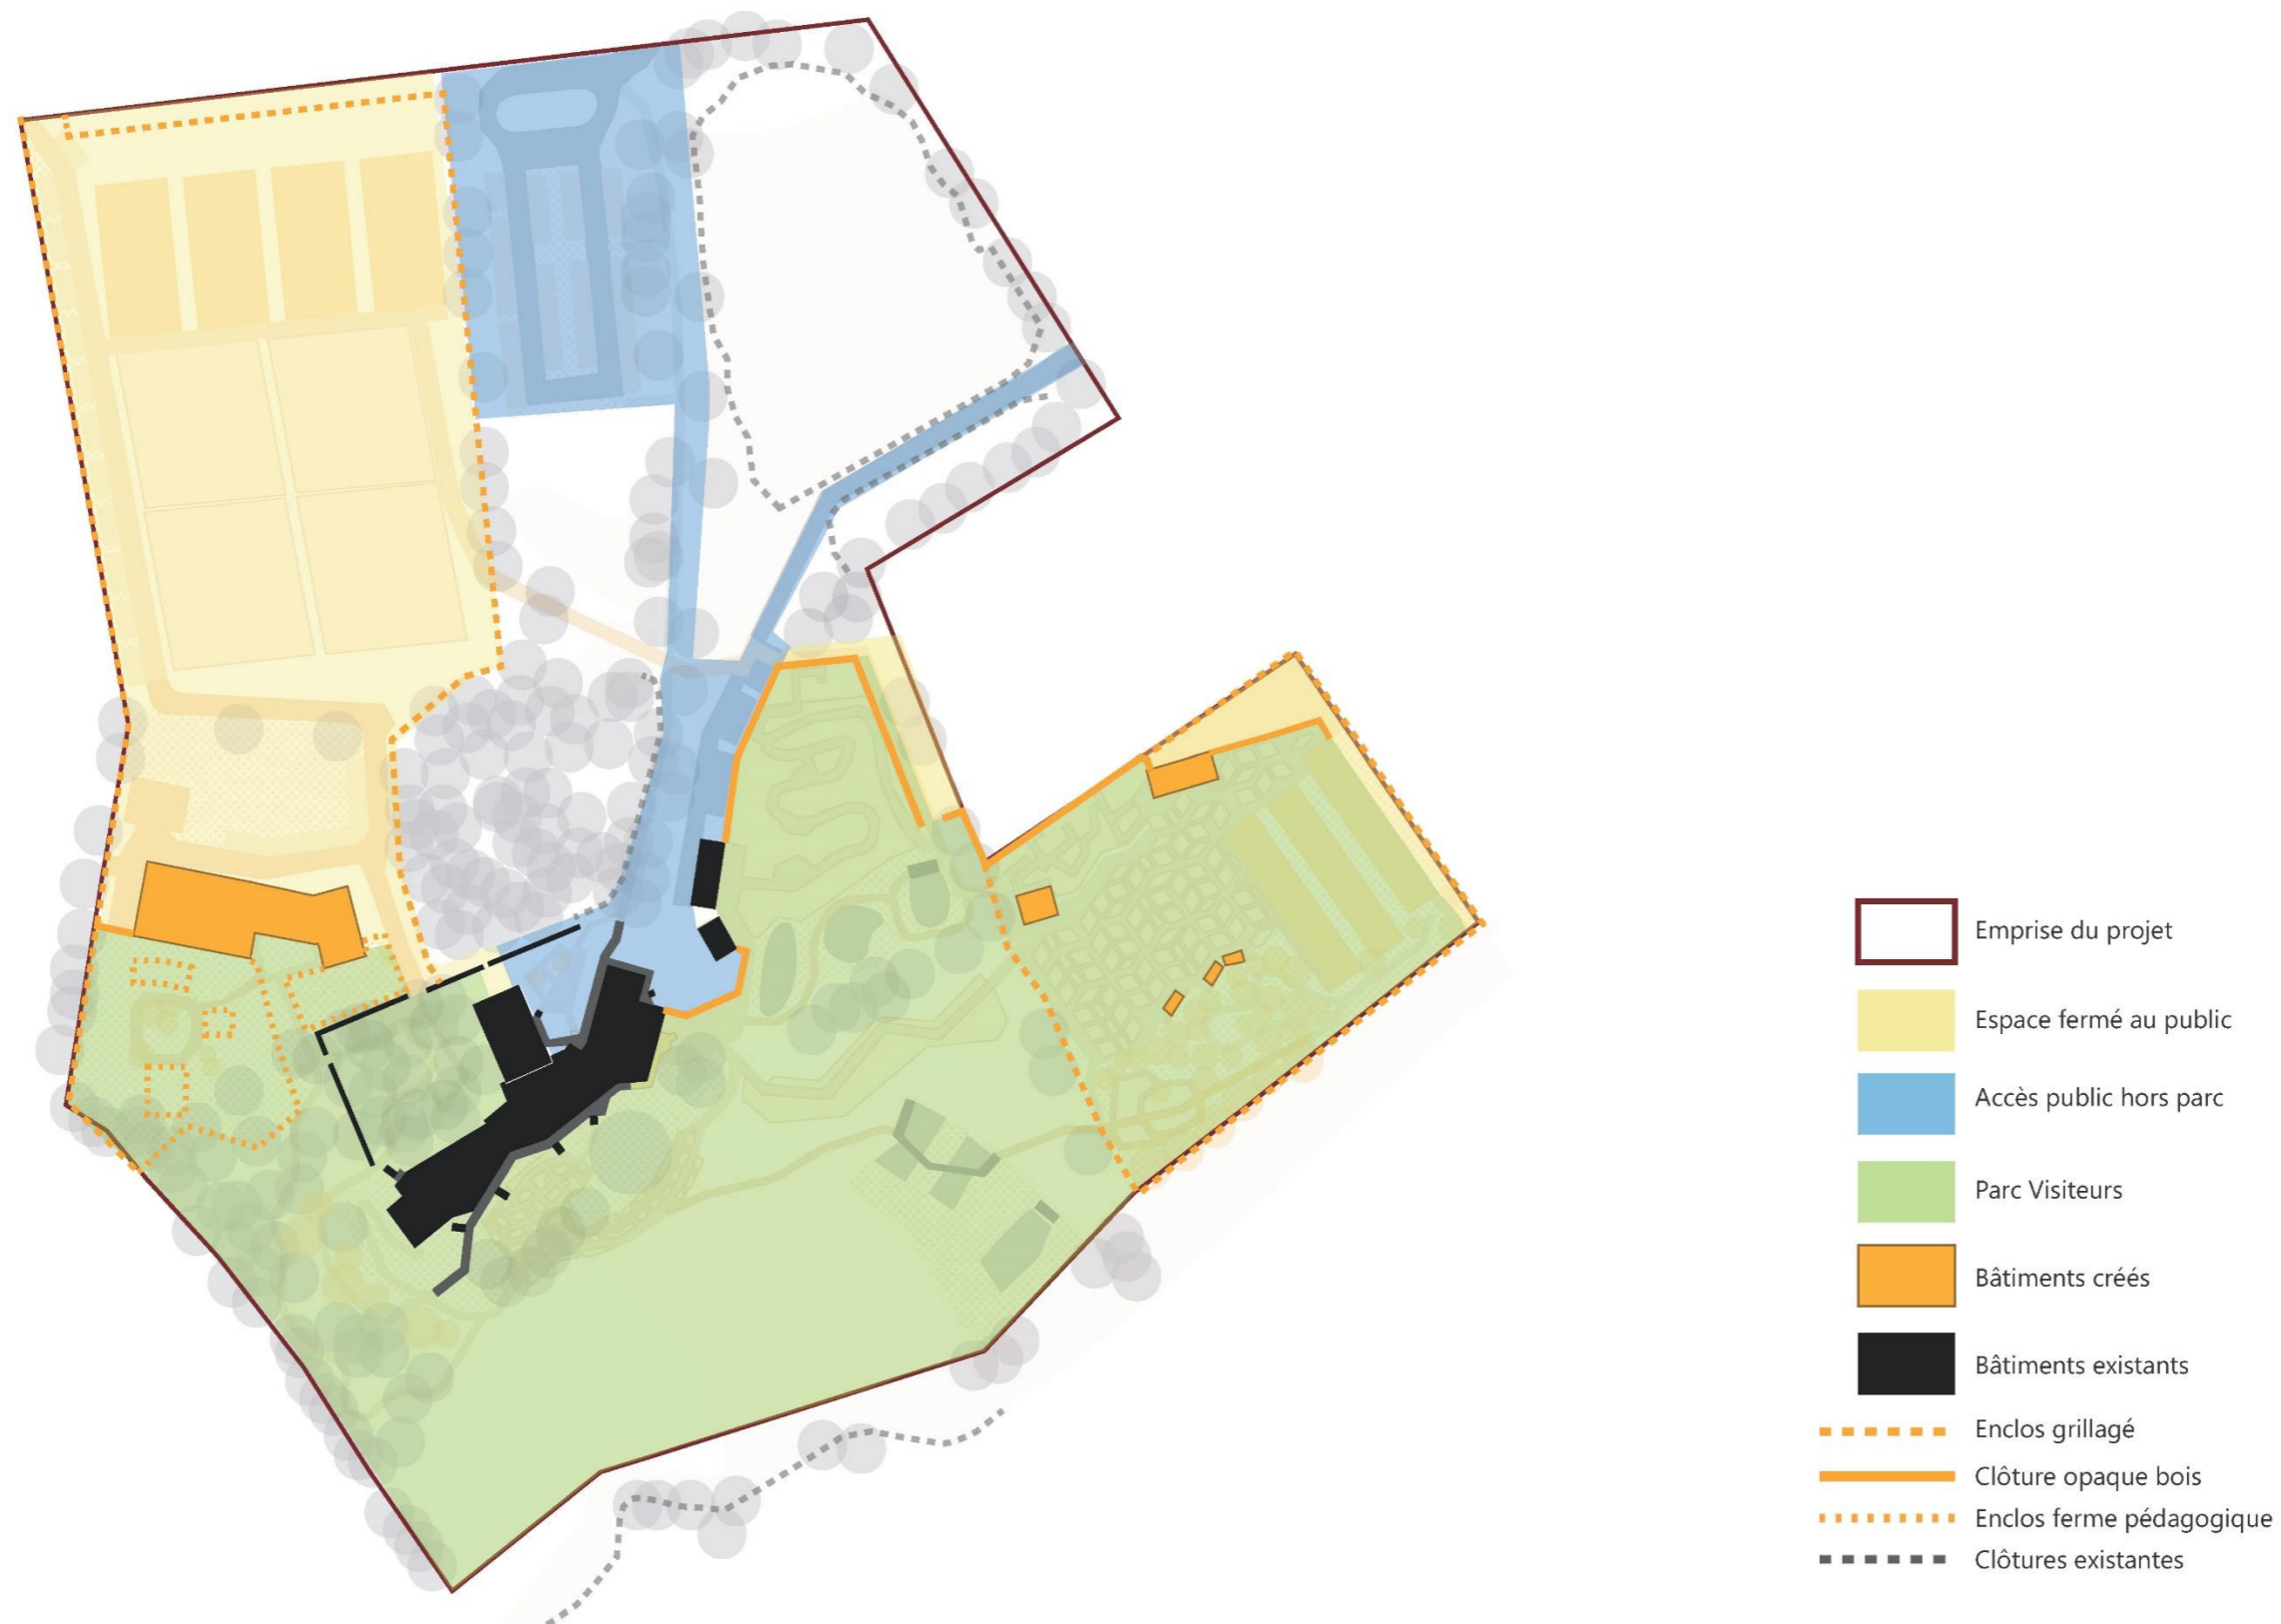 Emprise du projet
Espace fermé au public
Accès public hors parc
Parc Visiteurs
Bâtiments créés
Bâtiments existants
Enclos grillagé
Clôture opaque bois
Enclos ferme pédagogique
Clôtures existantes